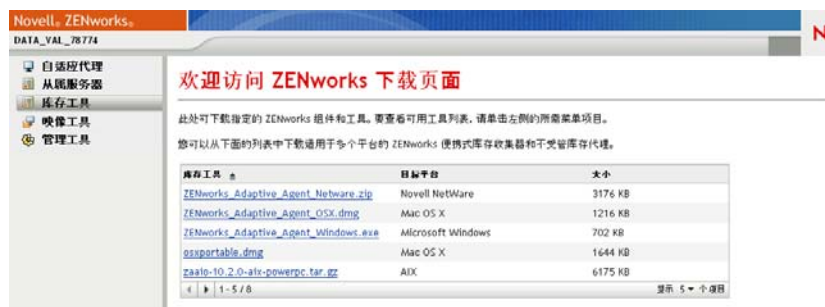 Novell® ZENworks®
DATA_VAL_78774
N
自适应代理
从属服务器
库存工具
映像工具
管理工具
欢迎访问 ZENworks 下载页面
此处可下载指定的 ZENworks 组件和工具。要查看可用工具列表，请单击左侧的所需菜单项目。
您可以从下面的列表中下载适用于多个平台的 ZENworks 便携式库存收集器和不受管库存代理。
库存工具 目标平台 大小
ZENworks_Adaptive_Agent_Netware.zip Novell NetWare 3176 KB
ZENworks_Adaptive_Agent_OSX.dmg Mac OS X 1216 KB
ZENworks_Adaptive_Agent_Windows.exe Microsoft Windows 702 KB
osxportable.dmg Mac OS X 1644 KB
zaaio-10.2.0-aix-powerpc.tar.gz AIX 6175 KB
1-5/8 显示 5 个项目